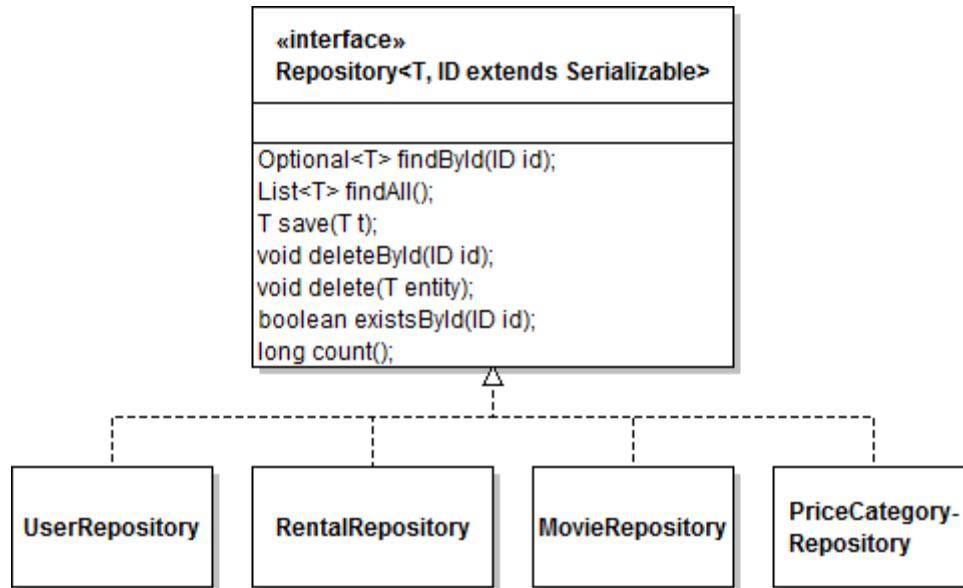 «interface»
Repository<T, ID extends Serializable>
Optional<T> findById(ID id);
List<T> findAll();
T save(T t);
void deleteById(ID id);
void delete(T entity);
boolean existsById(ID id);
long count();
UserRepository
RentalRepository
MovieRepository
PriceCategory-
Repository